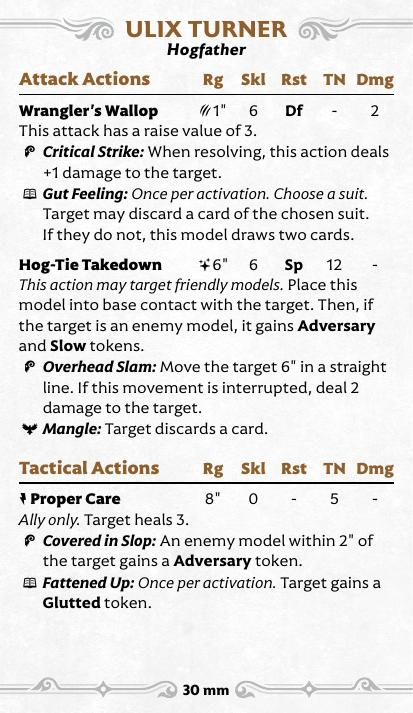 ULIX TURNER
Hogfather
Attack Actions Rg Skl Rst TN Dmg
Wrangler's Wallop 1" 6 Df - 2
This attack has a raise value of 3.
Critical Strike: When resolving, this action deals
+1 damage to the target.
Gut Feeling: Once per activation. Choose a suit.
Target may discard a card of the chosen suit.
If they do not, this model draws two cards.
Hog-Tie Takedown 6" 6 Sp 12 -
This action may target friendly models. Place this
model into base contact with the target. Then, if
the target is an enemy model, it gains Adversary
and Slow tokens.
Overhead Slam: Move the target 6" in a straight
line. If this movement is interrupted, deal 2
damage to the target.
Mangle: Target discards a card.
Tactical Actions Rg Skl Rst TN Dmg
Proper Care 8" 0 - 5 -
Ally only. Target heals 3.
Covered in Slop: An enemy model within 2" of
the target gains a Adversary token.
Fattened Up: Once per activation. Target gains a
Glutted token.
30 mm